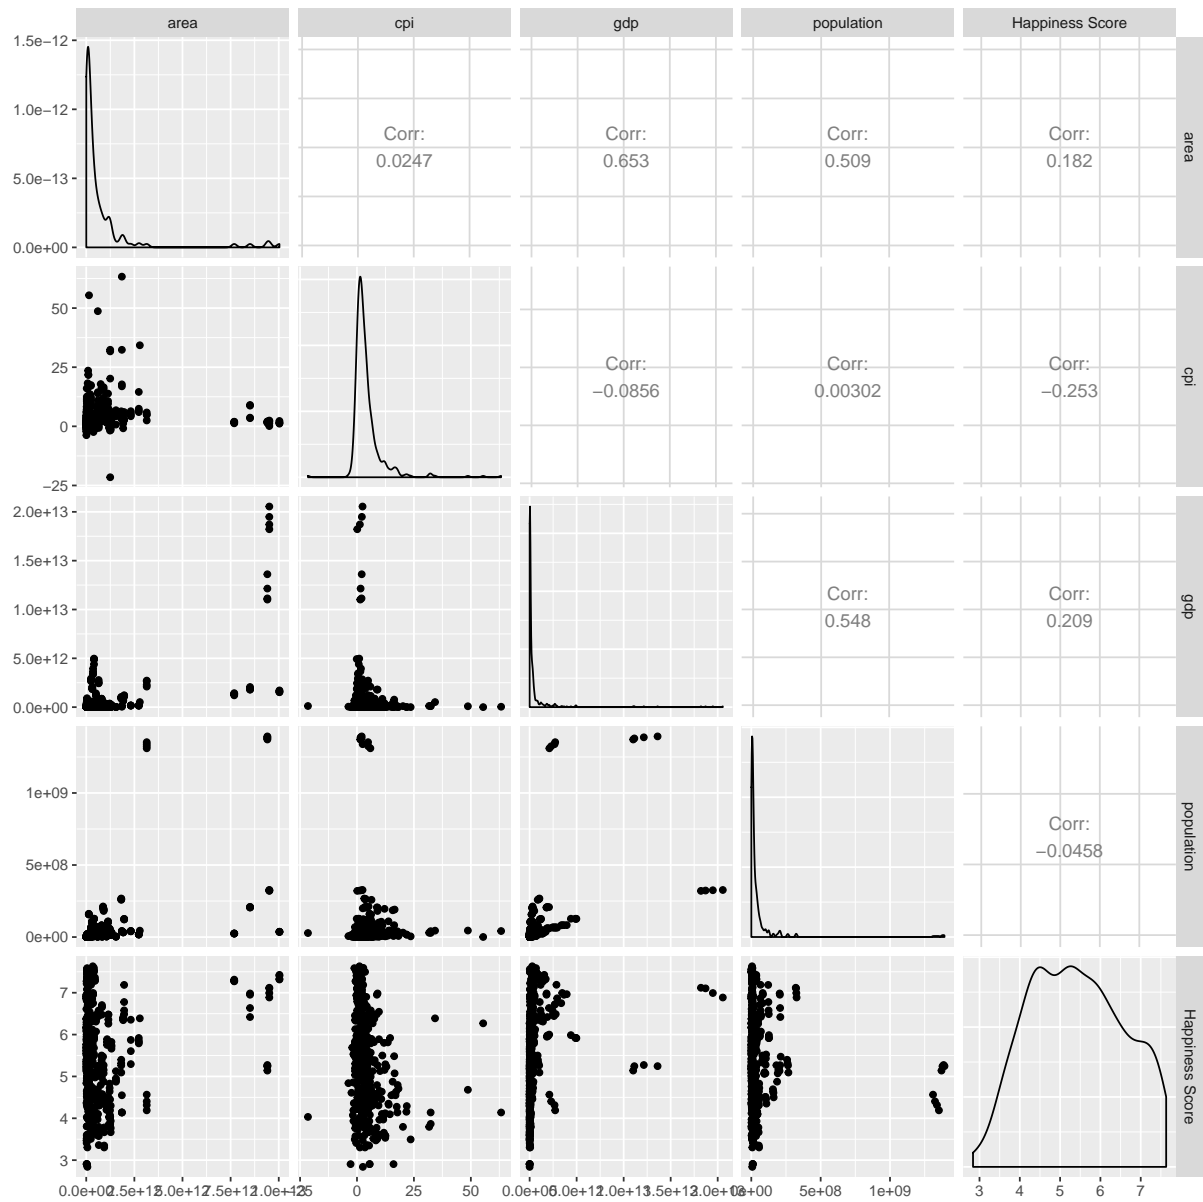 area cpi gdp population Happiness Score
1.5e−12
1.0e−12
5.0e−13
0.0e+00
Corr:
0.0247
Corr:
0.653
Corr:
0.509
Corr:
0.182
area
50
25
0
−25
Corr:
−0.0856
Corr:
0.00302
Corr:
−0.253
cpi
2.0e+13
1.5e+13
1.0e+13
5.0e+12
0.0e+00
Corr:
0.548
Corr:
0.209
gdp
1e+09
5e+08
0e+00
Corr:
−0.0458
population
7
6
5
4
3
Happiness Score
0 25 50 5e+08 1e+09 3 4 5 6 7